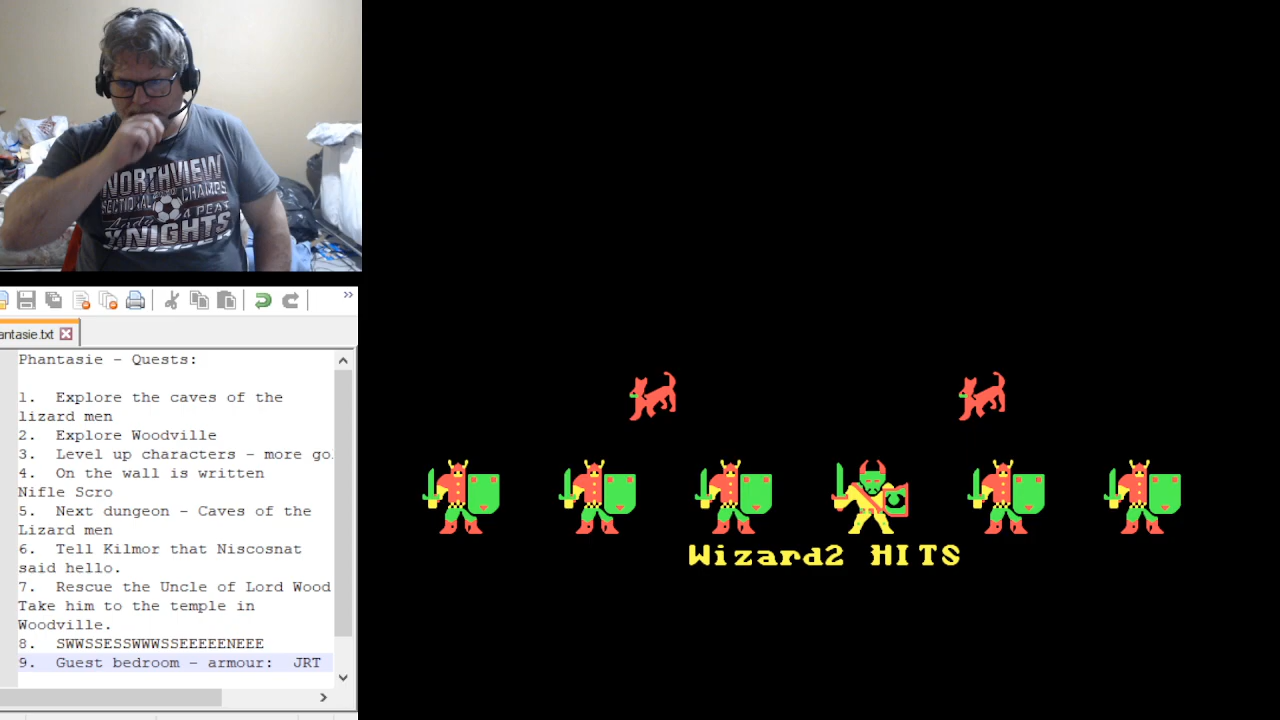 NORTHVIEW
SECTIONAL CHAMPS
4 PEAT
KNIGHTS
antasie.txt
Phantasie - Quests:
1. Explore the caves of the
lizard men
2. Explore Woodville
3. Level up characters - more go
4. On the wall is written
Nifle Scro
5. Next dungeon - Caves of the
Lizard men
6. Tell Kilmor that Niscosnat
said hello.
7. Rescue the Uncle of Lord Wood
Take him to the temple in
Woodville.
8. SWWSSESSWWWSSEEEEENEEE
9. Guest bedroom - armour: JRT
Wizard2 HITS